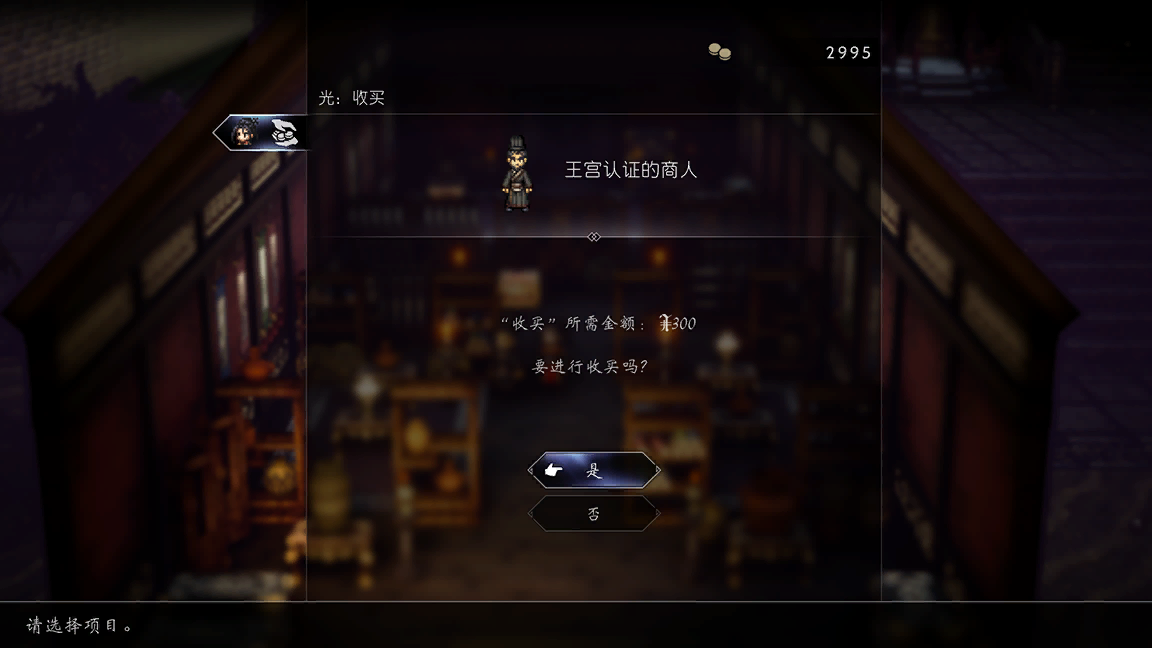 2995
光：收买
王宫认证的商人
“收买”所需金额：300
要进行收买吗？
是
否
请选择项目。